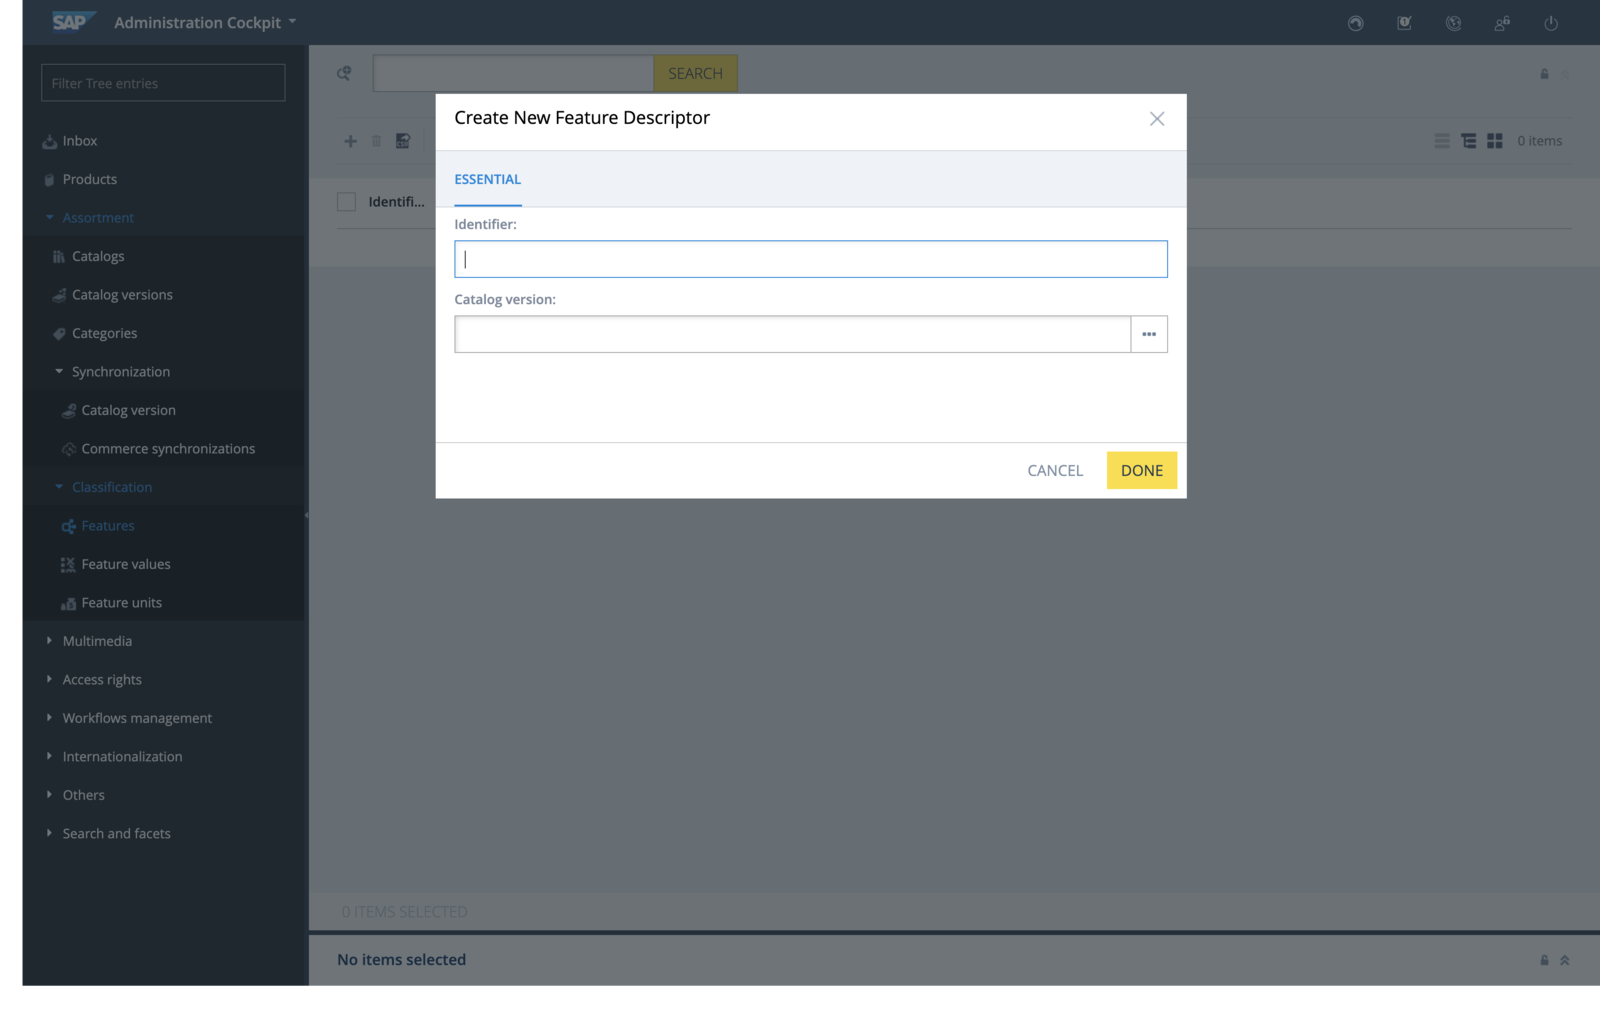 SAP Administration Cockpit
Filter Tree entries
SEARCH
Create New Feature Descriptor
Inbox
0 items
Products
ESSENTIAL
Identifi...
Assortment
Identifier:
Catalogs
Catalog versions
Catalog version:
Categories
Synchronization
Catalog version
Commerce synchronizations
CANCEL
DONE
Classification
Features
Feature values
Feature units
Multimedia
Access rights
Workflows management
Internationalization
Others
Search and facets
0 ITEMS SELECTED
No items selected